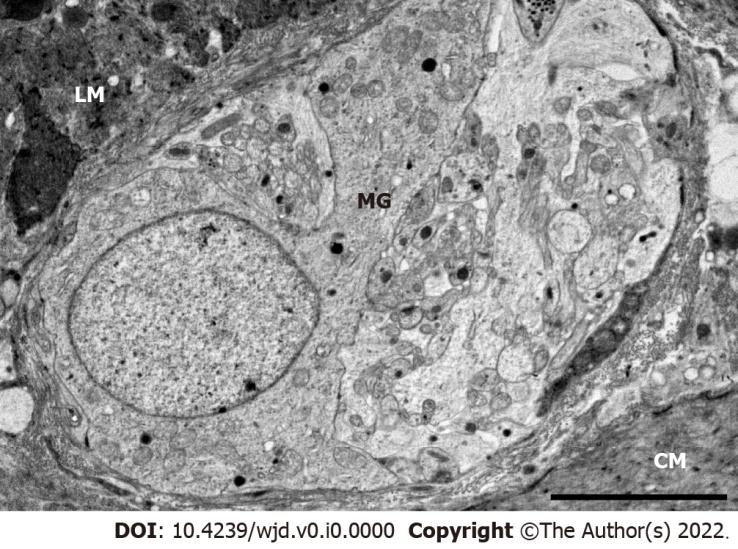 LM
MG
CM
DOI: 10.4239/wjd.v0.i0.0000 Copyright ©The Author(s) 2022.